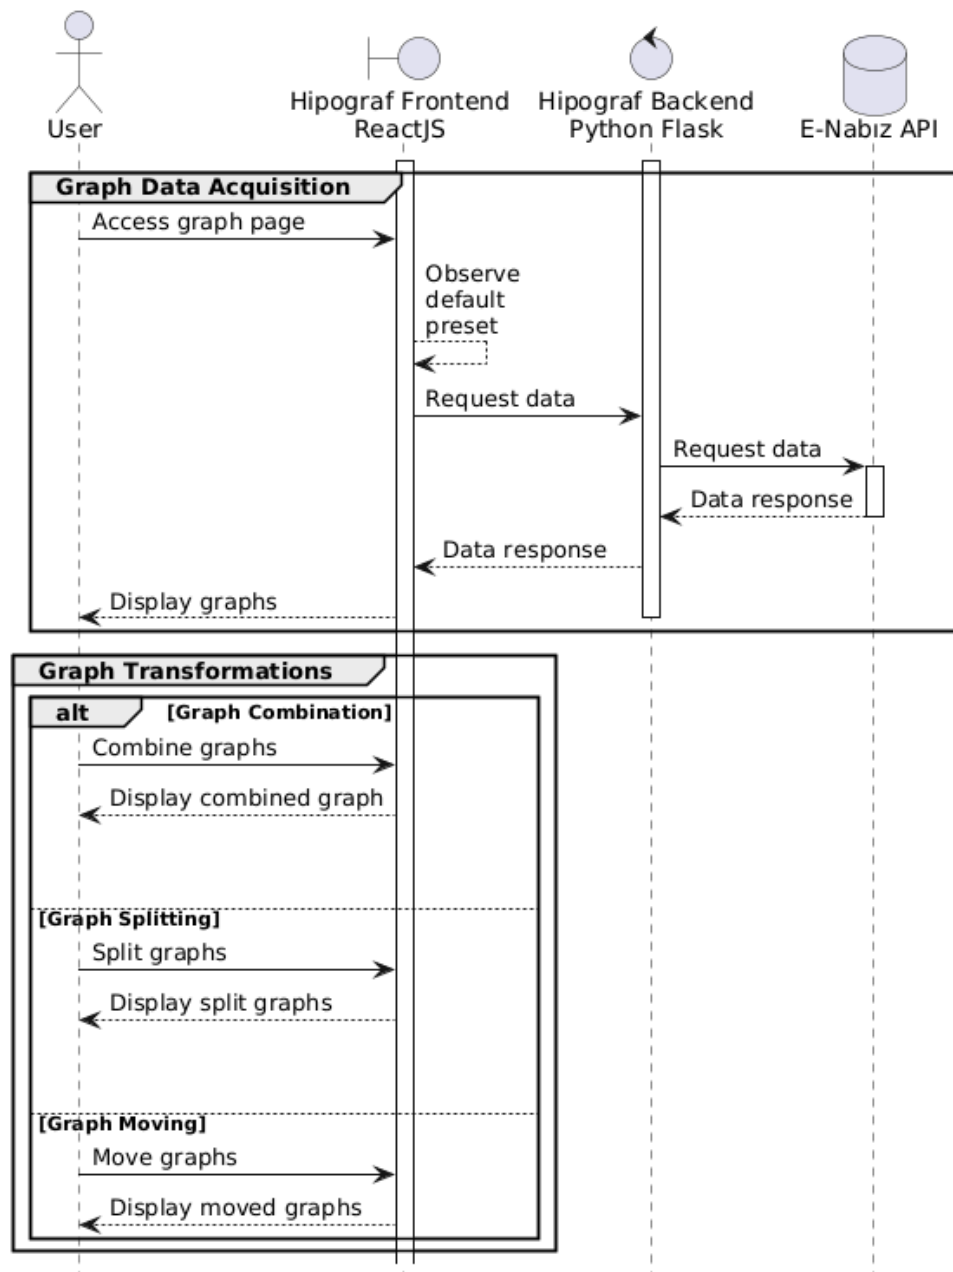 User
Hipograf Frontend
ReactJS
Hipograf Backend
Python Flask
E-Nabız API
Graph Data Acquisition
Access graph page
Observe
default
preset
Request data
Request data
Data response
Data response
Display graphs
Graph Transformations
alt
[Graph Combination]
Combine graphs
Display combined graph
[Graph Splitting]
Split graphs
Display split graphs
[Graph Moving]
Move graphs
Display moved graphs